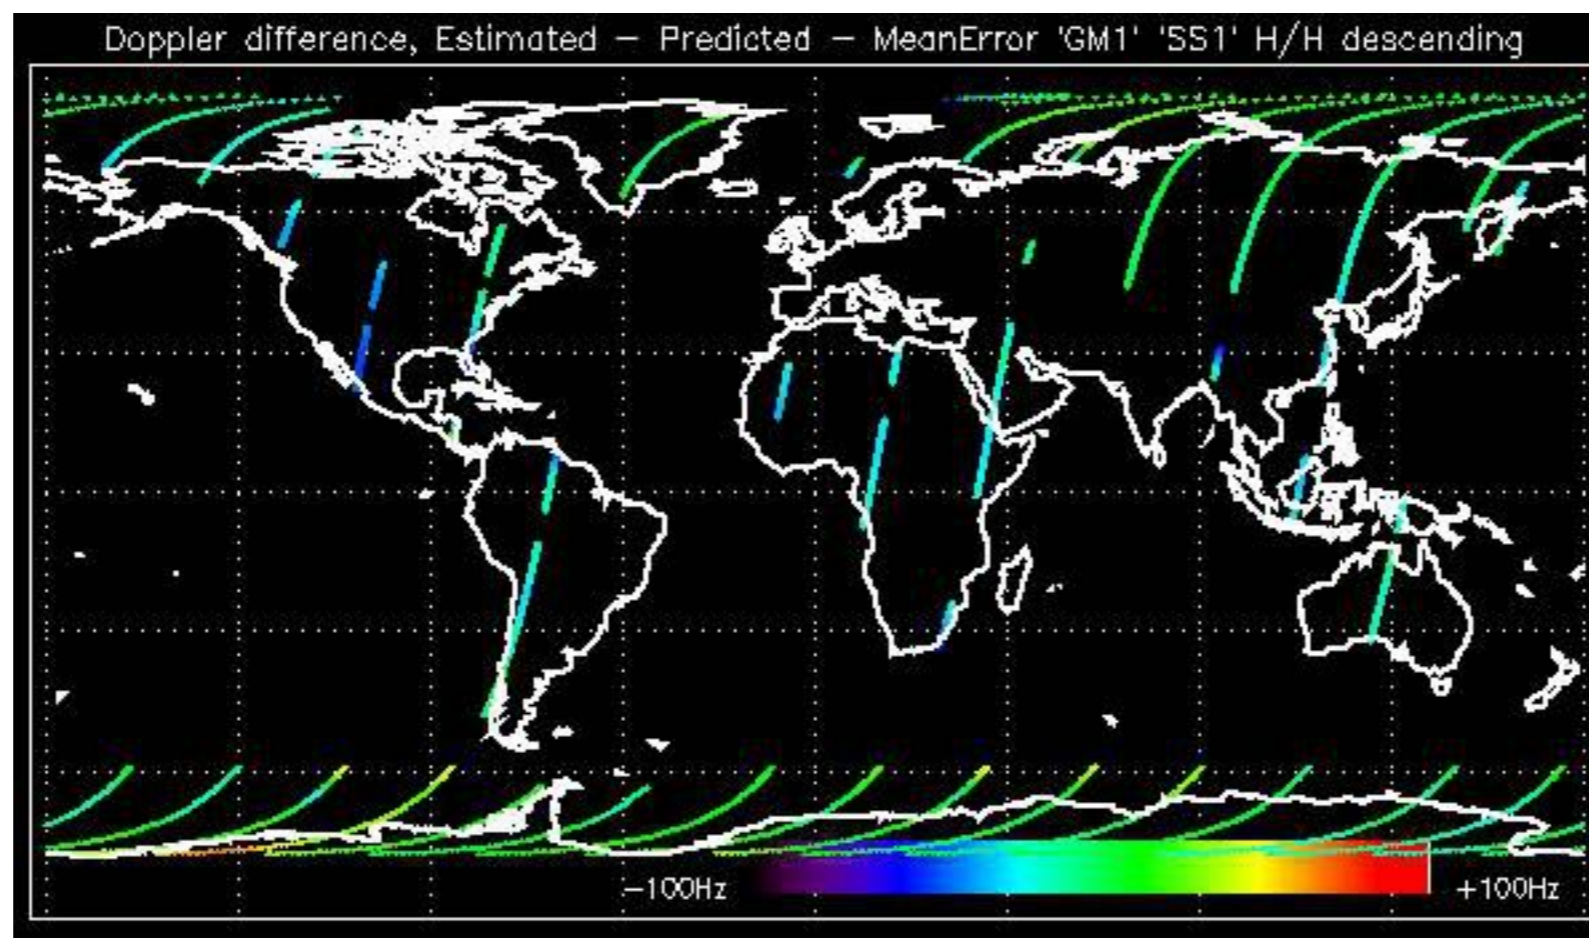 Doppler difference, Estimated – Predicted – MeanError 'GM1' 'SS1' H/H descending
-100Hz +100Hz